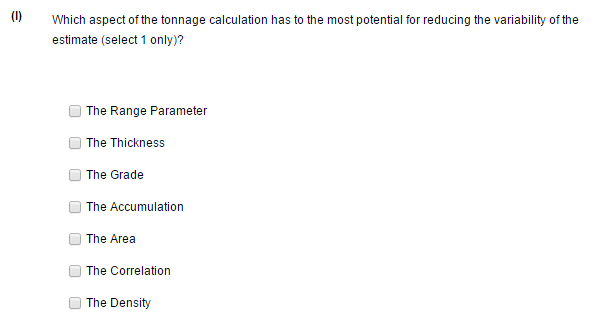 (l) Which aspect of the tonnage calculation has to the most potential for reducing the variability of the
estimate (select 1 only)?
The Range Parameter
The Thickness
The Grade
The Accumulation
The Area
The Correlation
The Density